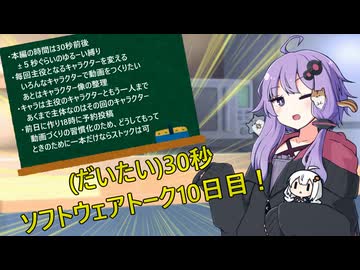 ・本編の時間は30秒前後
±5秒ぐらいのゆるーい縛り
・毎回主役となるキャラクターを変える
いろんなキャラクターで動画をつくりたい
あとはキャラクター像の整理
・キャラは主役のキャラクターともう一人まで
あくまで主体なのはその回のキャラクター
・前日に作り18時に予約投稿
動画づくりの習慣化のため、どうしてもって
ときのために一本だけならストックは可
(だいたい)30秒
ソフトウェアトーク10日目！